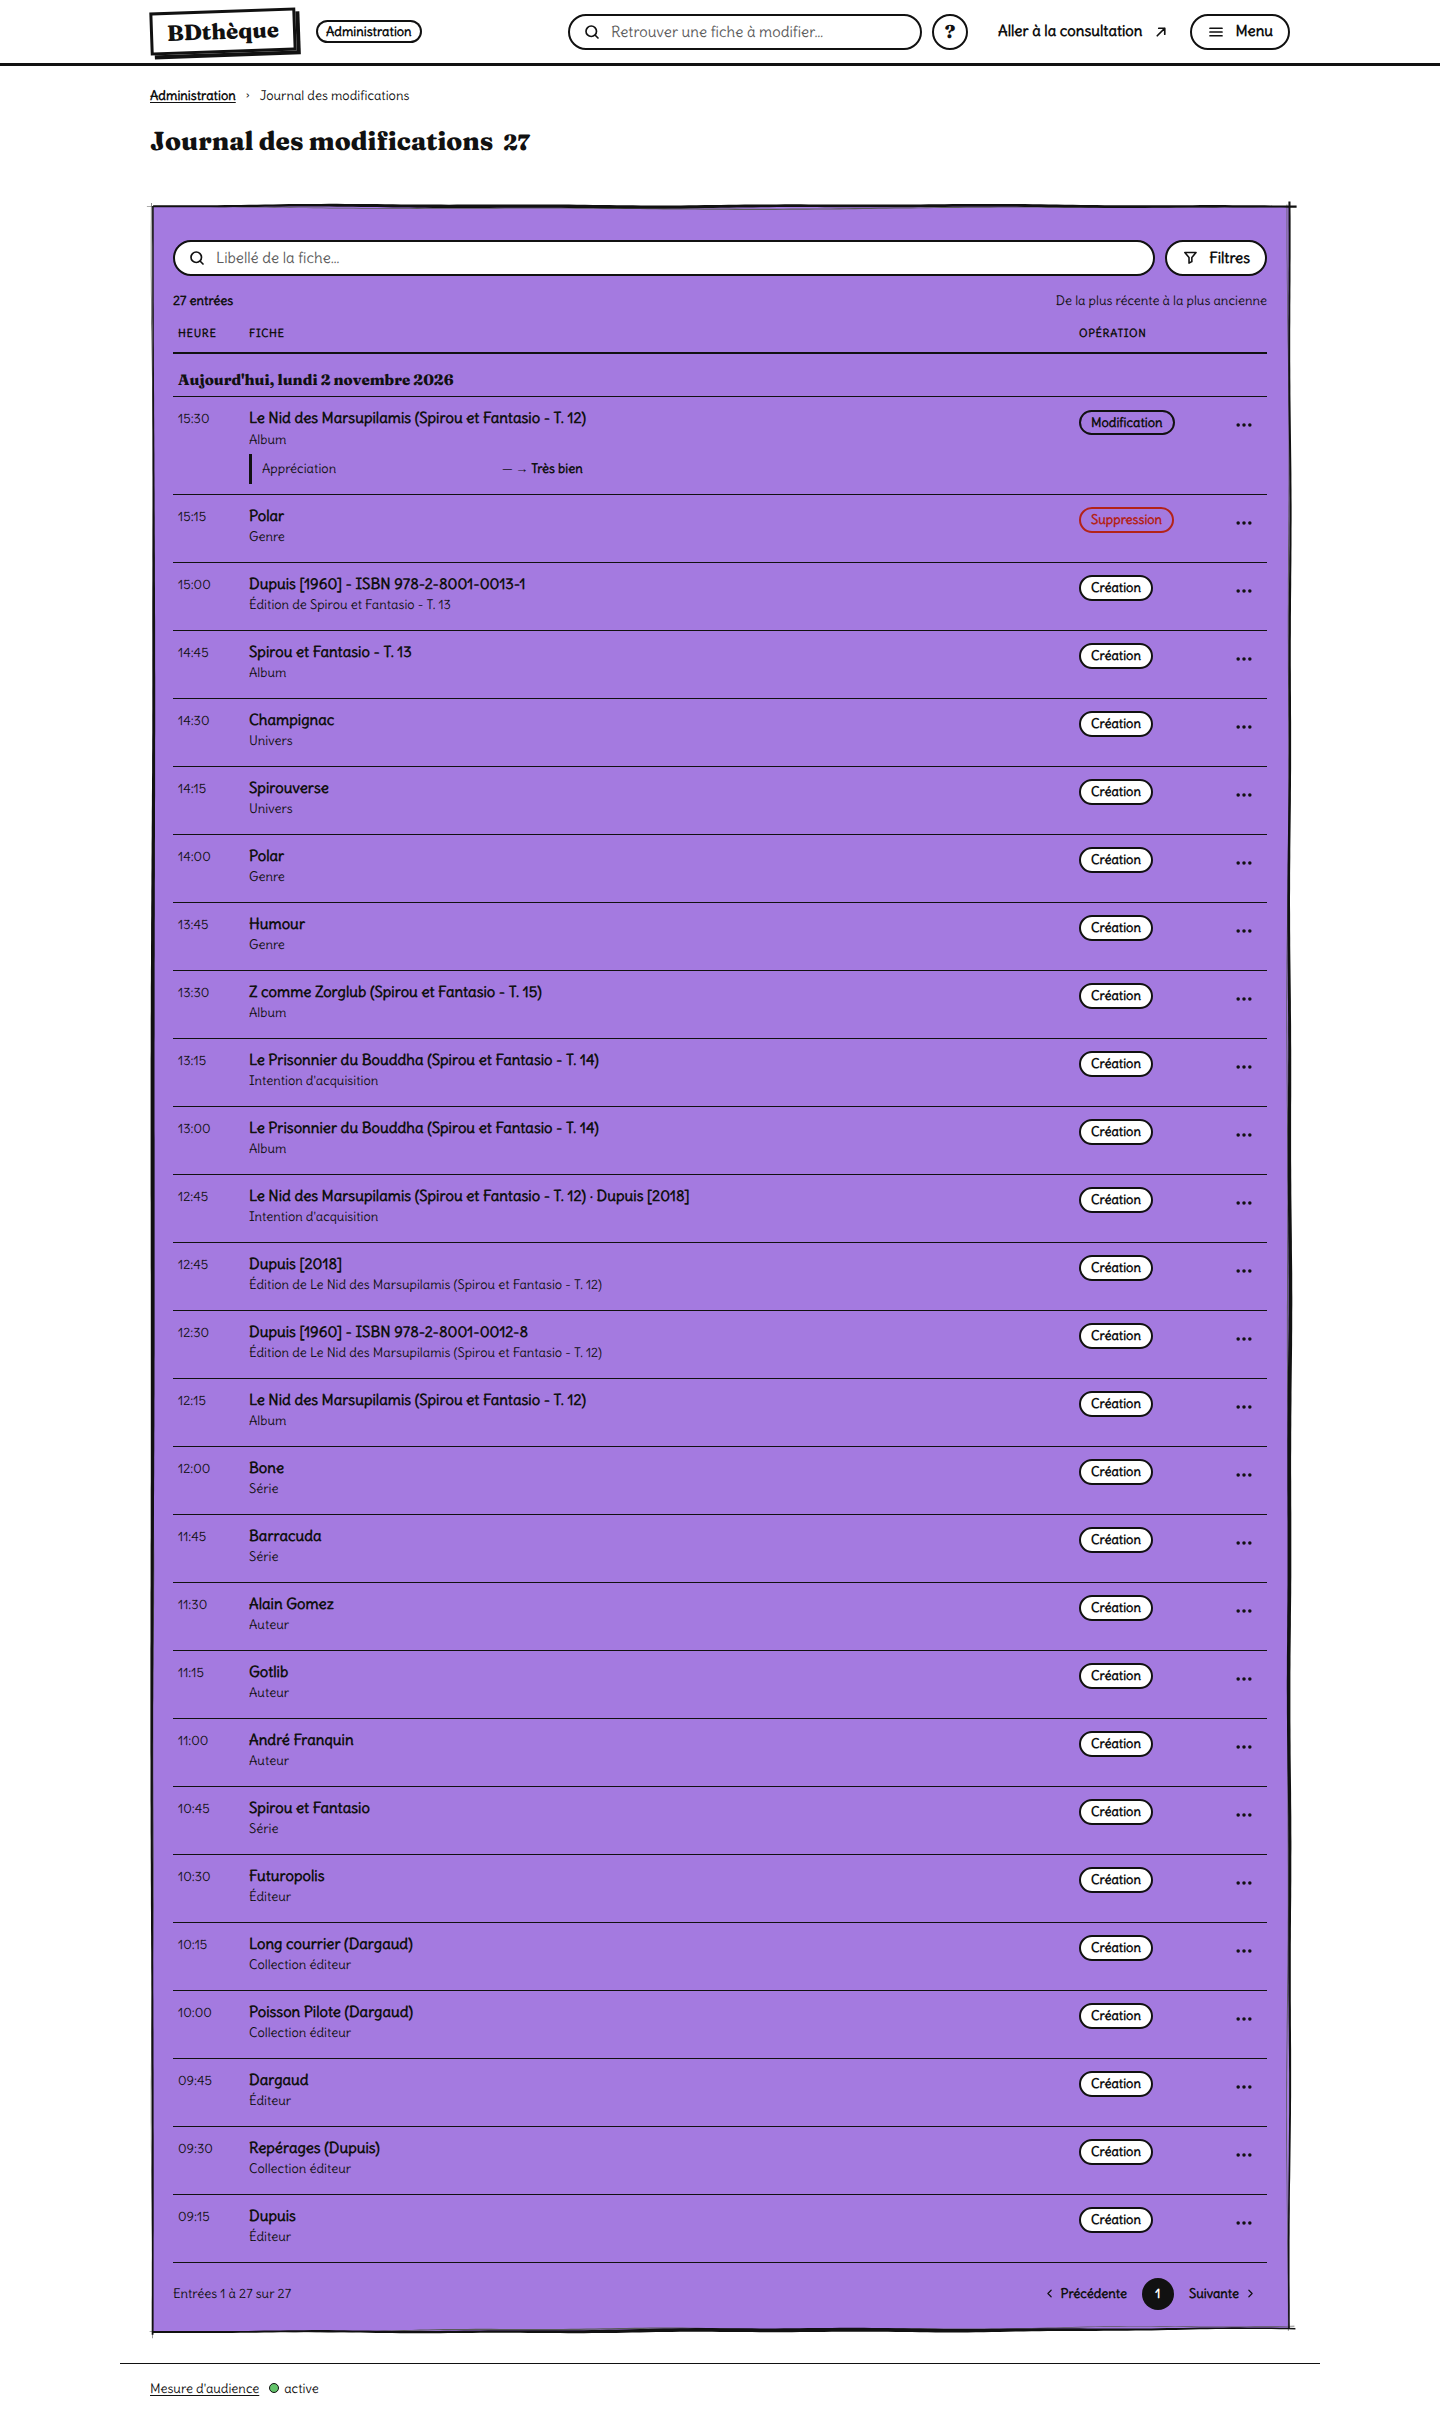 BDthèque Administration Retrouver une fiche à modifier... ? Aller à la consultation Menu
Administration › Journal des modifications
Journal des modifications 27
Libellé de la fiche... Filtres
27 entrées De la plus récente à la plus ancienne
HEURE FICHE OPÉRATION
Aujourd'hui, lundi 2 novembre 2026
15:30 Le Nid des Marsupilamis (Spirou et Fantasio - T. 12) Modification
Album
Appréciation — → Très bien
15:15 Polar Suppression
Genre
15:00 Dupuis [1960] - ISBN 978-2-8001-0013-1 Création
Édition de Spirou et Fantasio - T. 13
14:45 Spirou et Fantasio - T. 13 Création
Album
14:30 Champignac Création
Univers
14:15 Spirouverse Création
Univers
14:00 Polar Création
Genre
13:45 Humour Création
Genre
13:30 Z comme Zorglub (Spirou et Fantasio - T. 15) Création
Album
13:15 Le Prisonnier du Bouddha (Spirou et Fantasio - T. 14) Création
Intention d'acquisition
13:00 Le Prisonnier du Bouddha (Spirou et Fantasio - T. 14) Création
Album
12:45 Le Nid des Marsupilamis (Spirou et Fantasio - T. 12) · Dupuis [2018] Création
Intention d'acquisition
12:45 Dupuis [2018] Création
Édition de Le Nid des Marsupilamis (Spirou et Fantasio - T. 12)
12:30 Dupuis [1960] - ISBN 978-2-8001-0012-8 Création
Édition de Le Nid des Marsupilamis (Spirou et Fantasio - T. 12)
12:15 Le Nid des Marsupilamis (Spirou et Fantasio - T. 12) Création
Album
12:00 Bone Création
Série
11:45 Barracuda Création
Série
11:30 Alain Gomez Création
Auteur
11:15 Gotlib Création
Auteur
11:00 André Franquin Création
Auteur
10:45 Spirou et Fantasio Création
Série
10:30 Futuropolis Création
Éditeur
10:15 Long courrier (Dargaud) Création
Collection éditeur
10:00 Poisson Pilote (Dargaud) Création
Collection éditeur
09:45 Dargaud Création
Éditeur
09:30 Repérages (Dupuis) Création
Collection éditeur
09:15 Dupuis Création
Éditeur
Entrées 1 à 27 sur 27 ‹ Précédente 1 Suivante ›
Mesure d'audience active